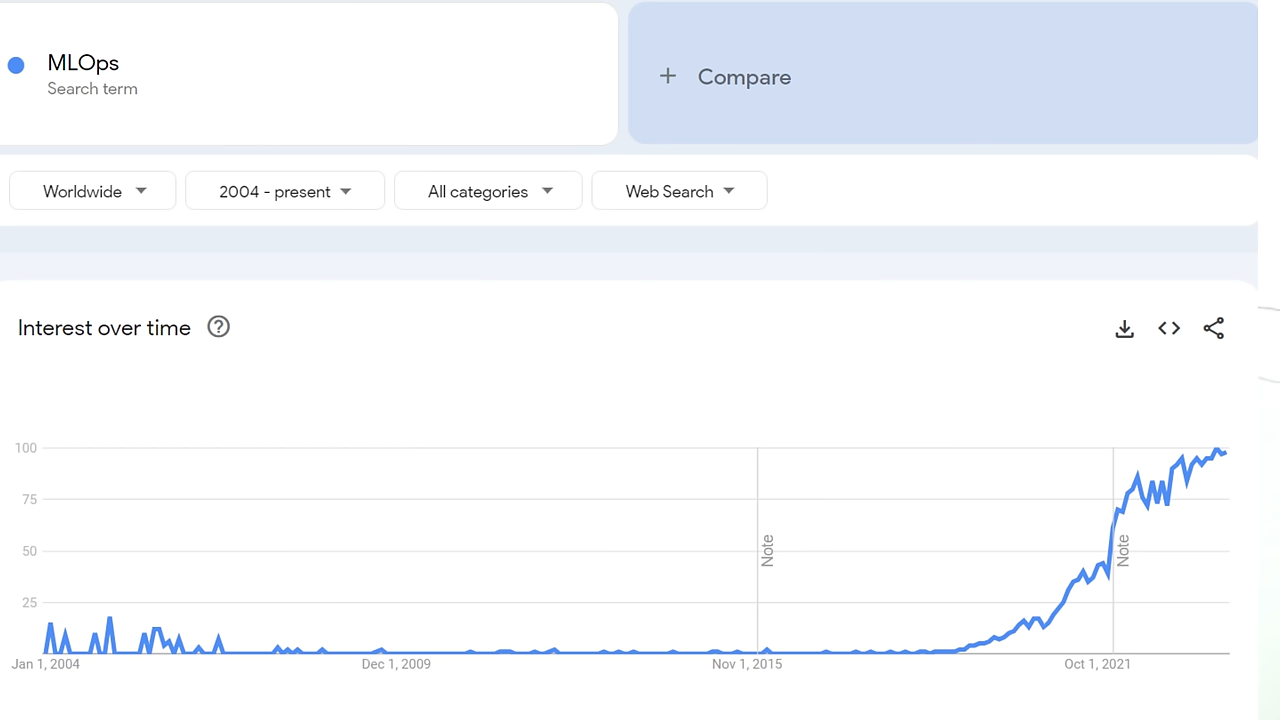 MLOps
Search term
+ Compare
Worldwide
2004 - present
All categories
Web Search
Interest over time
100
75
50
25
Note
Note
Jan 1, 2004
Dec 1, 2009
Nov 1, 2015
Oct 1, 2021